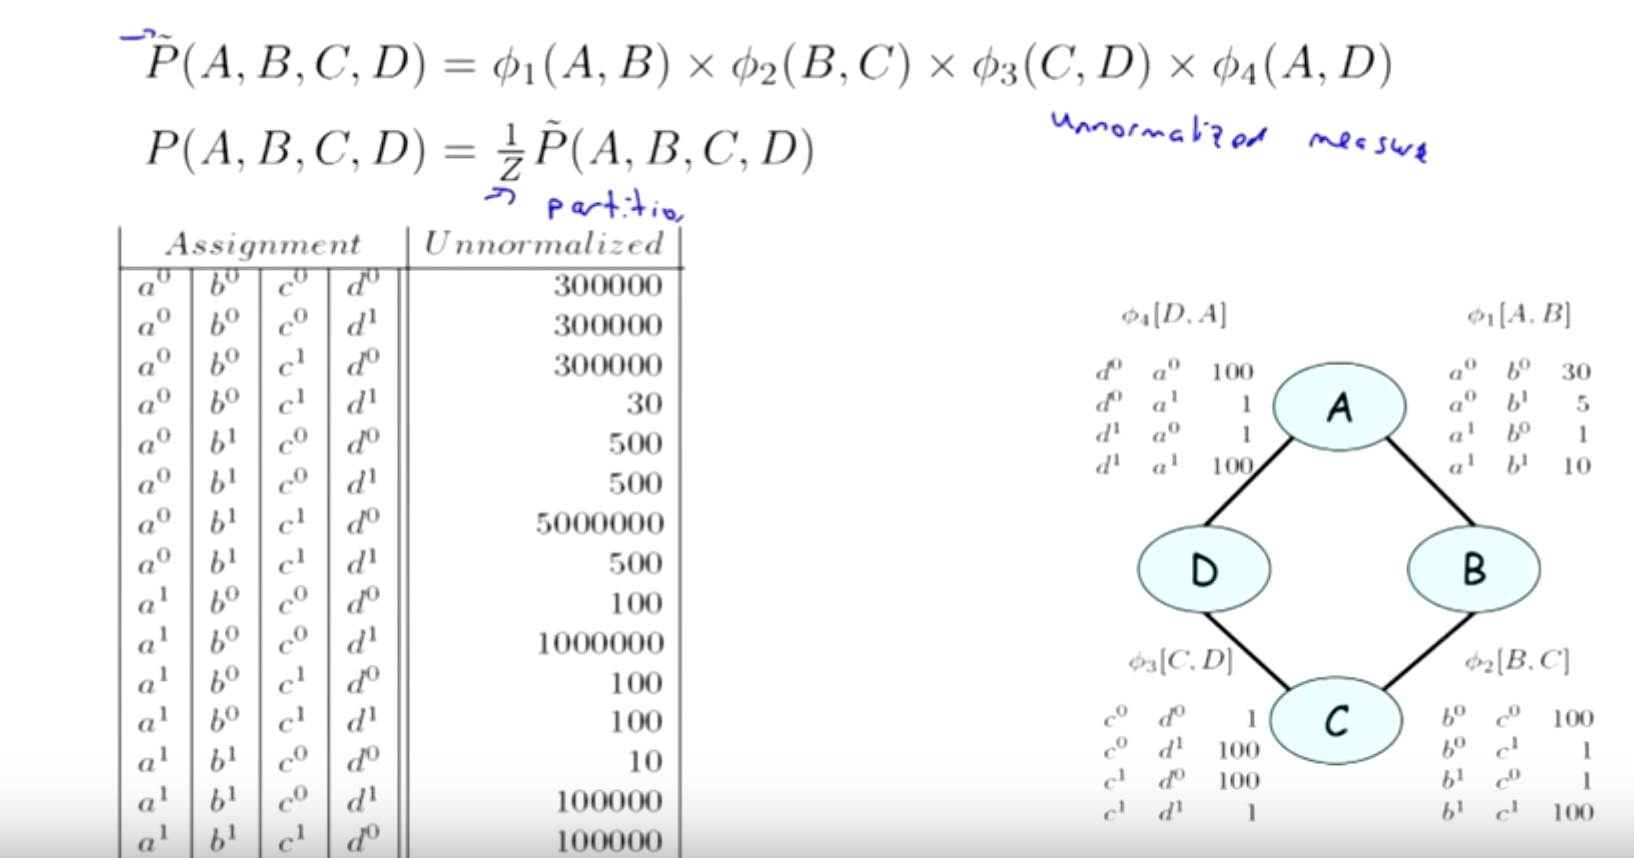 → P̃(A, B, C, D) = ϕ₁(A, B) × ϕ₂(B, C) × ϕ₃(C, D) × ϕ₄(A, D)
unnormalized measure
P(A, B, C, D) = 1/Z P̃(A, B, C, D)
→ partition
Assignment Unnormalized
a⁰ b⁰ c⁰ d⁰ 300000
a⁰ b⁰ c⁰ d¹ 300000
a⁰ b⁰ c¹ d⁰ 300000
a⁰ b⁰ c¹ d¹ 30
a⁰ b¹ c⁰ d⁰ 500
a⁰ b¹ c⁰ d¹ 500
a⁰ b¹ c¹ d⁰ 5000000
a⁰ b¹ c¹ d¹ 500
a¹ b⁰ c⁰ d⁰ 100
a¹ b⁰ c⁰ d¹ 1000000
a¹ b⁰ c¹ d⁰ 100
a¹ b⁰ c¹ d¹ 100
a¹ b¹ c⁰ d⁰ 10
a¹ b¹ c⁰ d¹ 100000
a¹ b¹ c¹ d⁰ 100000
ϕ₄[D, A]
d⁰ a⁰ 100
d⁰ a¹ 1
d¹ a⁰ 1
d¹ a¹ 100
ϕ₁[A, B]
a⁰ b⁰ 30
a⁰ b¹ 5
a¹ b⁰ 1
a¹ b¹ 10
A
D
B
C
ϕ₃[C, D]
c⁰ d⁰ 1
c⁰ d¹ 100
c¹ d⁰ 100
c¹ d¹ 1
ϕ₂[B, C]
b⁰ c⁰ 100
b⁰ c¹ 1
b¹ c⁰ 1
b¹ c¹ 100